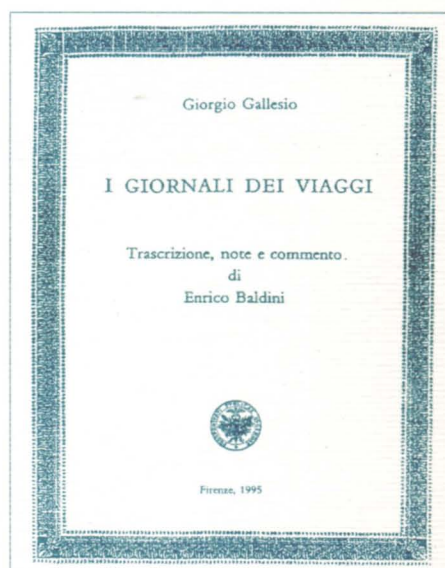 Giorgio Gallesio
I GIORNALI DEI VIAGGI
Trascrizione, note e commento.
di
Enrico Baldini
Firenze, 1995